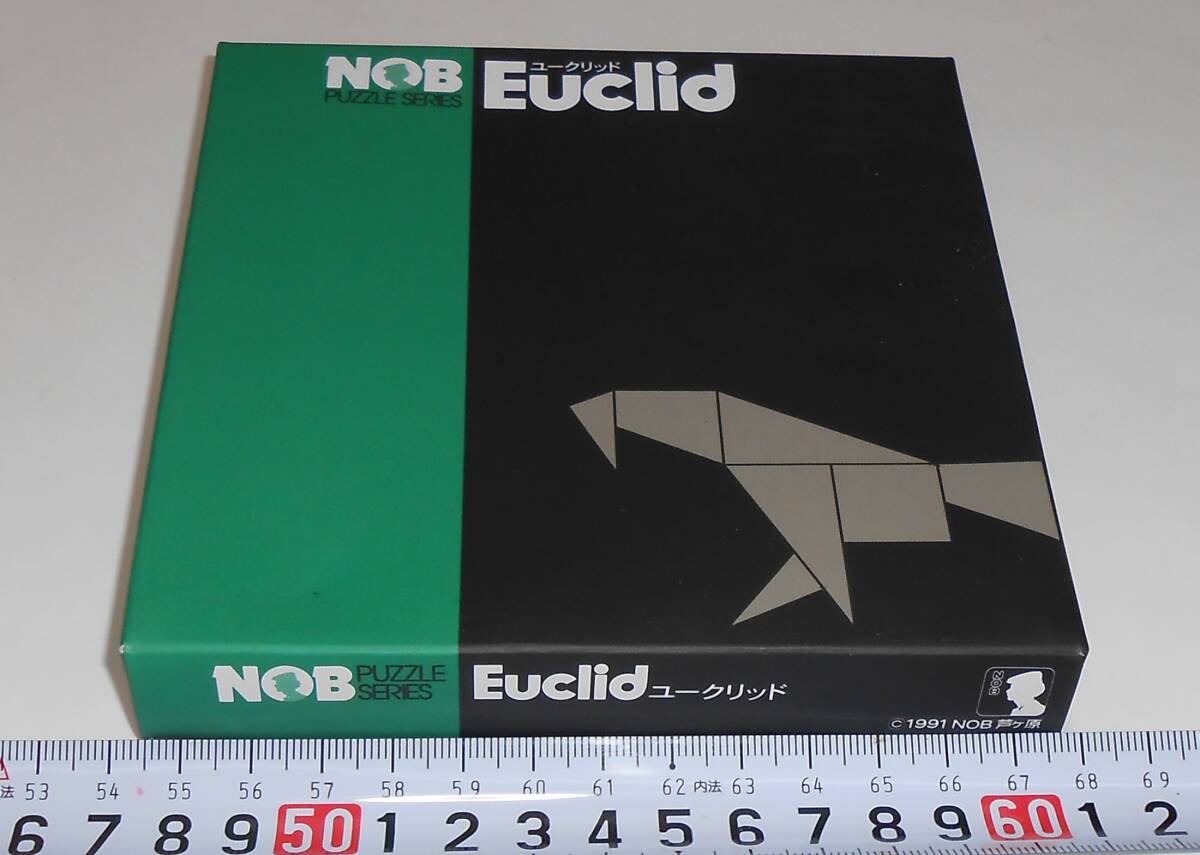 NOB
PUZZLE SERIES
ユークリッド
Euclid
NOB PUZZLE SERIES
Euclid ユークリッド
NOB
© 1991 NOB 芦ヶ原
内法 53 54 55 56 57 58 59 60 61 62 内法 63 64 65 66 67 68 69
6 7 8 9 50 1 2 3 4 5 6 7 8 9 60 1 2